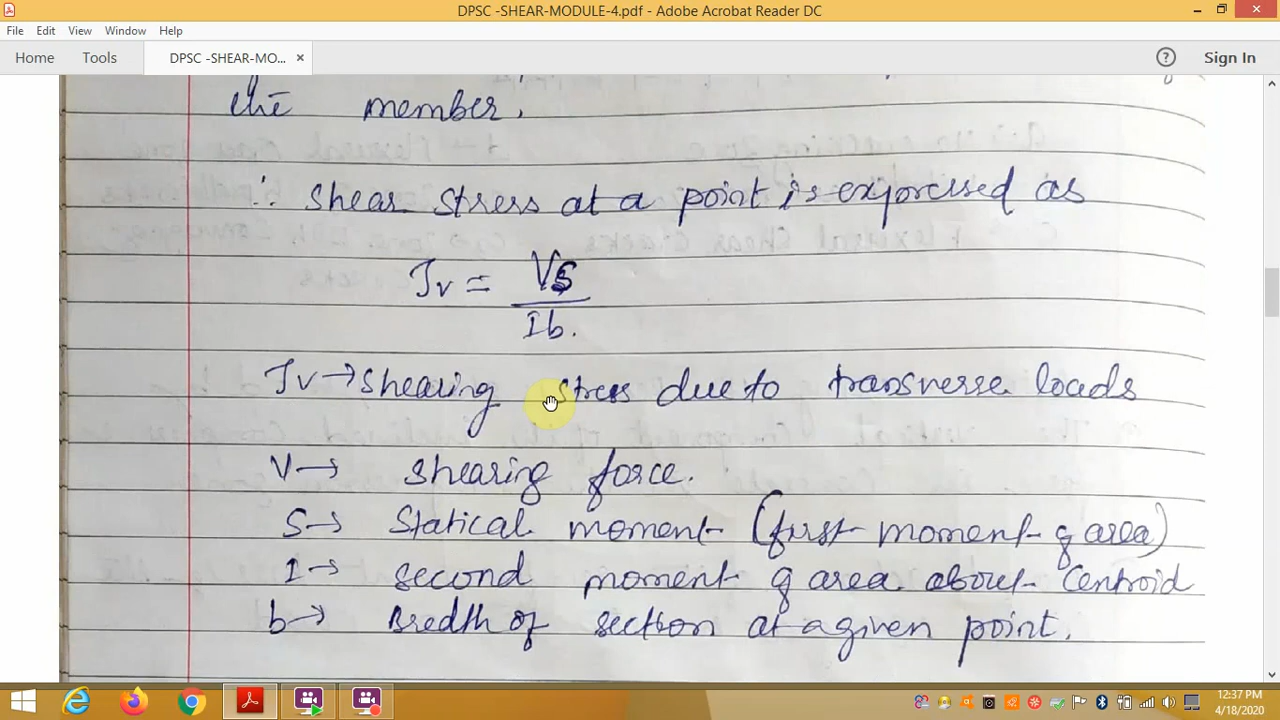 DPSC -SHEAR-MODULE-4.pdf - Adobe Acrobat Reader DC
File Edit View Window Help
Home Tools DPSC -SHEAR-MO... × ? Sign In
the member.
∴ shear stress at a point is expressed as
τv = VS
Ib.
τv → shearing stress due to transverse loads
V → shearing force.
S → Statical moment (first moment of area)
I → second moment of area about centroid
b → Bredth of section at a given point.
12:37 PM
4/18/2020